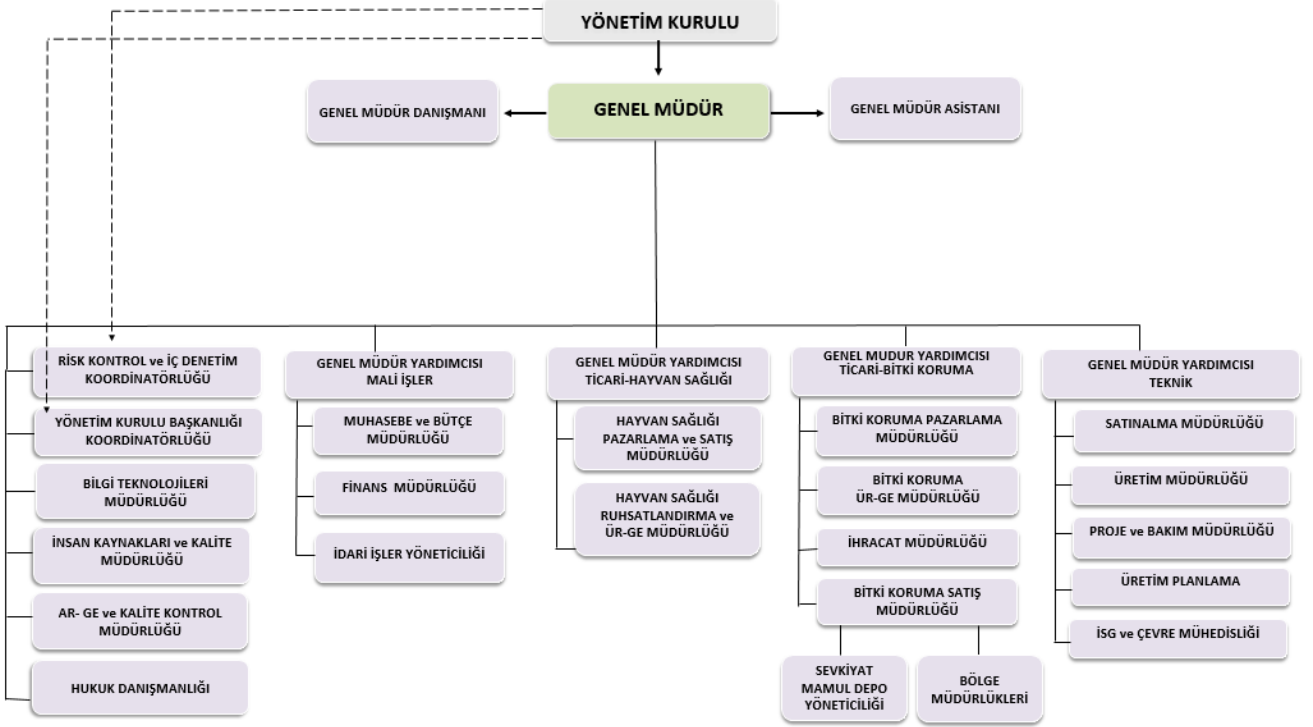 YÖNETİM KURULU
GENEL MÜDÜR DANIŞMANI
GENEL MÜDÜR
GENEL MÜDÜR ASİSTANI
RİSK KONTROL ve İÇ DENETİM
KOORDİNATÖRLÜĞÜ
YÖNETİM KURULU BAŞKANLIĞI
KOORDİNATÖRLÜĞÜ
BİLGİ TEKNOLOJİLERİ
MÜDÜRLÜĞÜ
İNSAN KAYNAKLARI ve KALİTE
MÜDÜRLÜĞÜ
AR- GE ve KALİTE KONTROL
MÜDÜRLÜĞÜ
HUKUK DANIŞMANLIĞI
GENEL MÜDÜR YARDIMCISI
MALİ İŞLER
MUHASEBE ve BÜTÇE
MÜDÜRLÜĞÜ
FİNANS MÜDÜRLÜĞÜ
İDARİ İŞLER YÖNETİCİLİĞİ
GENEL MÜDÜR YARDIMCISI
TİCARİ-HAYVAN SAĞLIĞI
HAYVAN SAĞLIĞI
PAZARLAMA ve SATIŞ
MÜDÜRLÜĞÜ
HAYVAN SAĞLIĞI
RUHSATLANDIRMA ve
ÜR-GE MÜDÜRLÜĞÜ
GENEL MUDUR YARDIMCISI
TİCARİ-BİTKİ KORUMA
BİTKİ KORUMA PAZARLAMA
MÜDÜRLÜĞÜ
BİTKİ KORUMA
ÜR-GE MÜDÜRLÜĞÜ
İHRACAT MÜDÜRLÜĞÜ
BİTKİ KORUMA SATIŞ
MÜDÜRLÜĞÜ
SEVKİYAT
MAMUL DEPO
YÖNETİCİLİĞİ
BÖLGE
MÜDÜRLÜKLERİ
GENEL MÜDÜR YARDIMCISI
TEKNİK
SATINALMA MÜDÜRLÜĞÜ
ÜRETİM MÜDÜRLÜĞÜ
PROJE ve BAKIM MÜDÜRLÜĞÜ
ÜRETİM PLANLAMA
İSG ve ÇEVRE MÜHEDİSLİĞİ